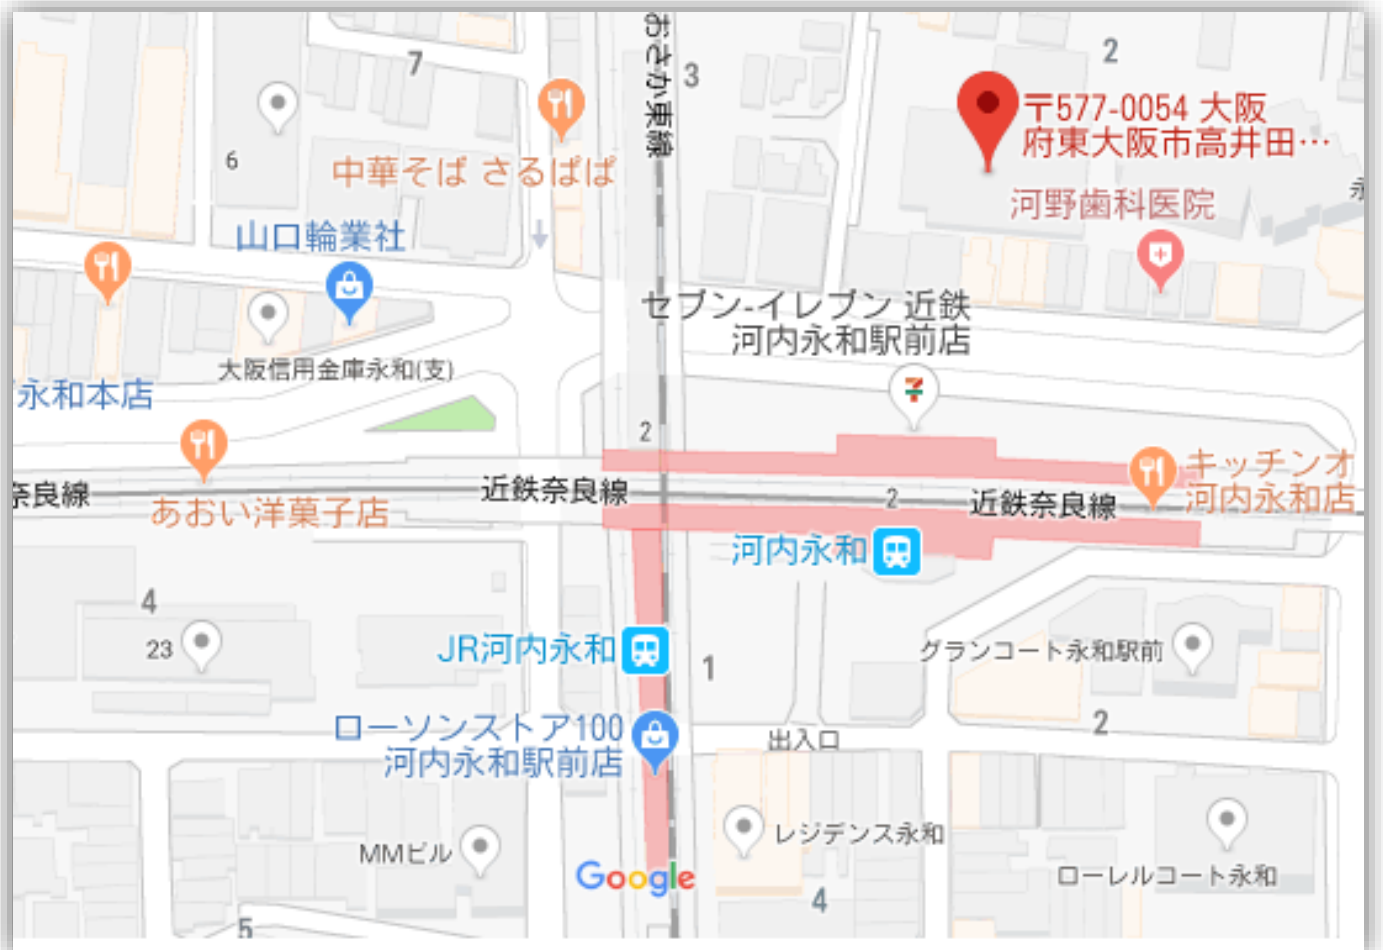 おさか東線
7
3
2
〒577-0054 大阪
府東大阪市高井田…
中華そば さるぱぱ
6
河野歯科医院
永
山口輪業社
セブン-イレブン 近鉄
河内永和駅前店
大阪信用金庫永和(支)
永和本店
2
奈良線
近鉄奈良線
2
近鉄奈良線
キッチンオ
河内永和店
あおい洋菓子店
河内永和
4
23
JR河内永和
1
グランコート永和駅前
ローソンストア100
河内永和駅前店
出入口
2
レジデンス永和
MMビル
Google
ローレルコート永和
4
5